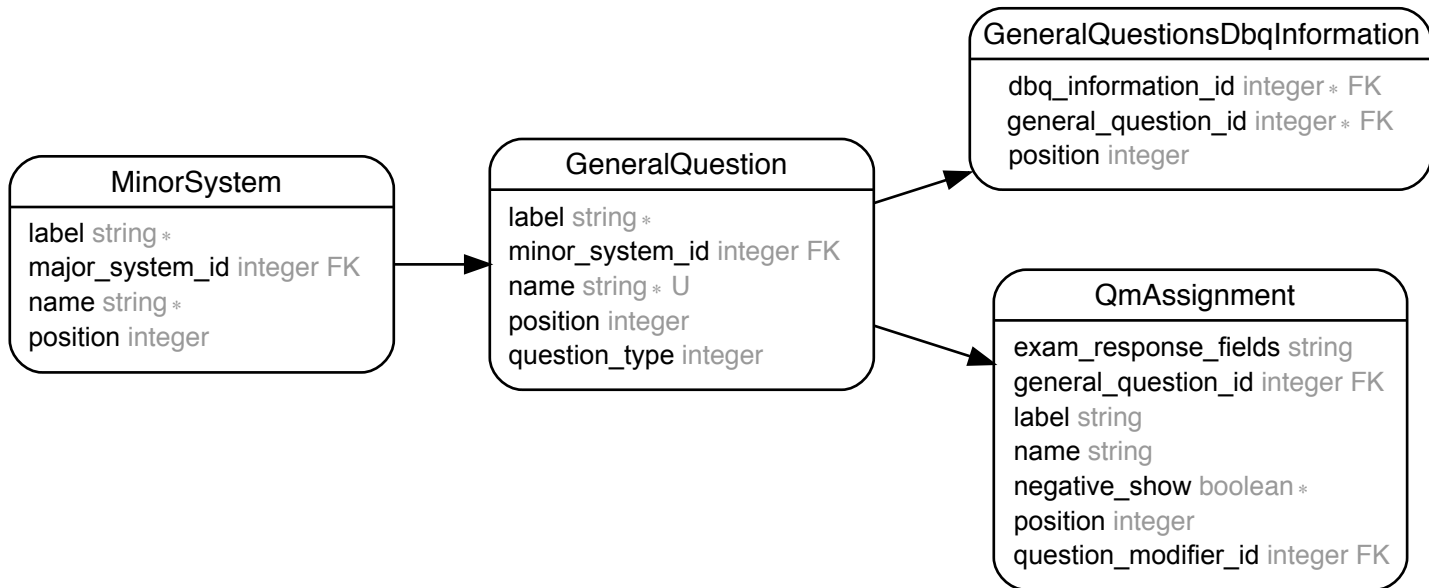 MinorSystem
label string *
major_system_id integer FK
name string *
position integer
GeneralQuestion
label string *
minor_system_id integer FK
name string * U
position integer
question_type integer
GeneralQuestionsDbqInformation
dbq_information_id integer * FK
general_question_id integer * FK
position integer
QmAssignment
exam_response_fields string
general_question_id integer FK
label string
name string
negative_show boolean *
position integer
question_modifier_id integer FK